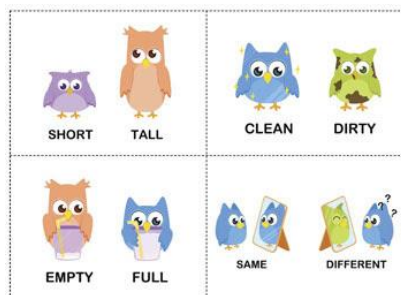 SHORT TALL
CLEAN DIRTY
EMPTY FULL
SAME DIFFERENT
? ? ?